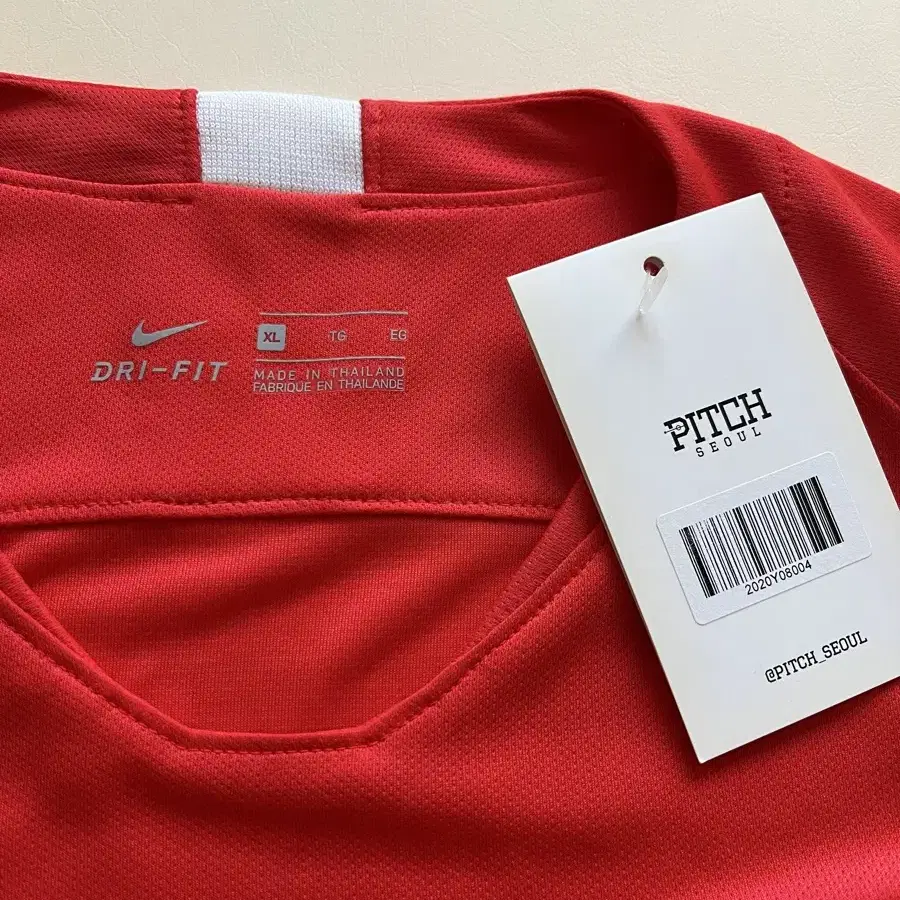 DRI-FIT
XL TG EG
MADE IN THAILAND
FABRIQUE EN THAILANDE
PITCH
SEOUL
2020Y08004
@PITCH_SEOUL